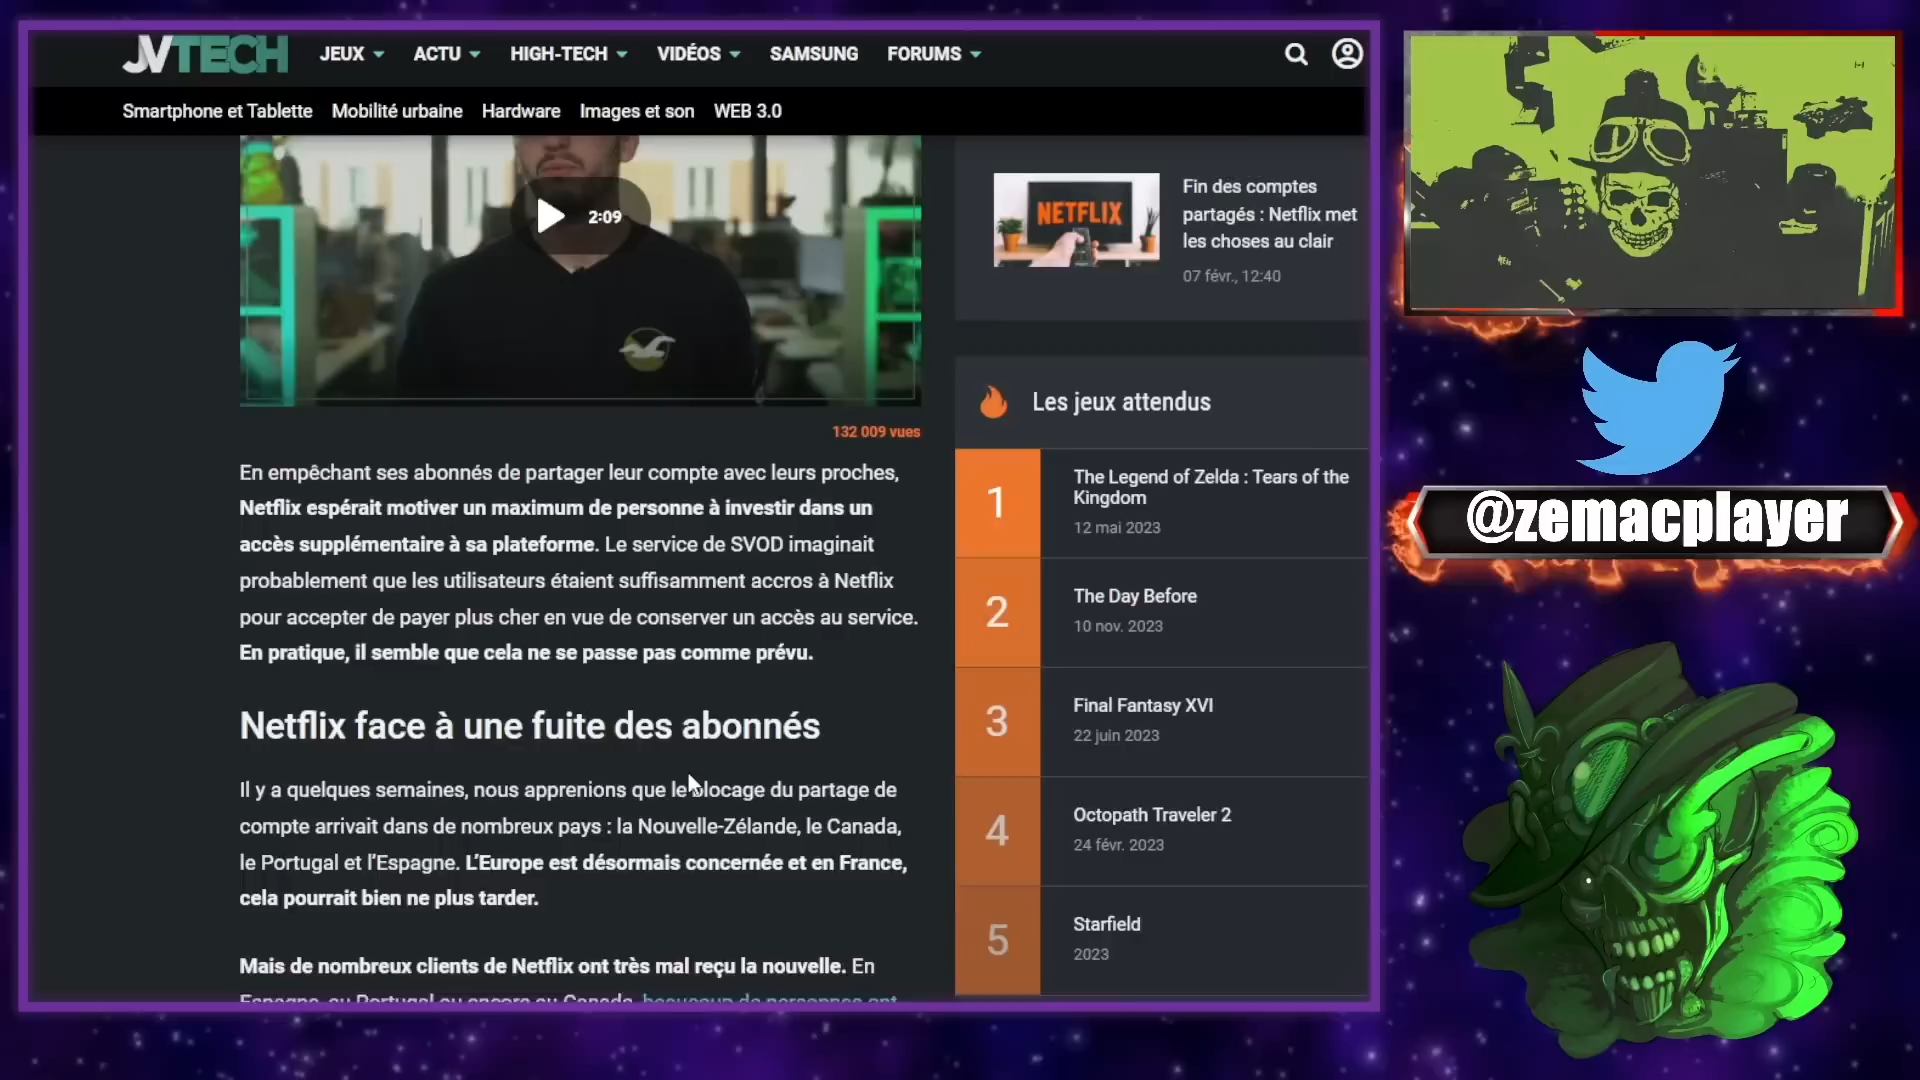 JVTECH
JEUX ACTU HIGH-TECH VIDÉOS SAMSUNG FORUMS
Smartphone et Tablette Mobilité urbaine Hardware Images et son WEB 3.0
2:09
132 009 vues
En empêchant ses abonnés de partager leur compte avec leurs proches,
Netflix espérait motiver un maximum de personne à investir dans un
accès supplémentaire à sa plateforme. Le service de SVOD imaginait
probablement que les utilisateurs étaient suffisamment accros à Netflix
pour accepter de payer plus cher en vue de conserver un accès au service.
En pratique, il semble que cela ne se passe pas comme prévu.
Netflix face à une fuite des abonnés
Il y a quelques semaines, nous apprenions que le blocage du partage de
compte arrivait dans de nombreux pays : la Nouvelle-Zélande, le Canada,
le Portugal et l'Espagne. L'Europe est désormais concernée et en France,
cela pourrait bien ne plus tarder.
Mais de nombreux clients de Netflix ont très mal reçu la nouvelle. En
Espagne, au Portugal ou encore au Canada, beaucoup de personnes ont
NETFLIX
Fin des comptes
partagés : Netflix met
les choses au clair
07 févr., 12:40
Les jeux attendus
1
The Legend of Zelda : Tears of the
Kingdom
12 mai 2023
2
The Day Before
10 nov. 2023
3
Final Fantasy XVI
22 juin 2023
4
Octopath Traveler 2
24 févr. 2023
5
Starfield
2023
@zemacplayer